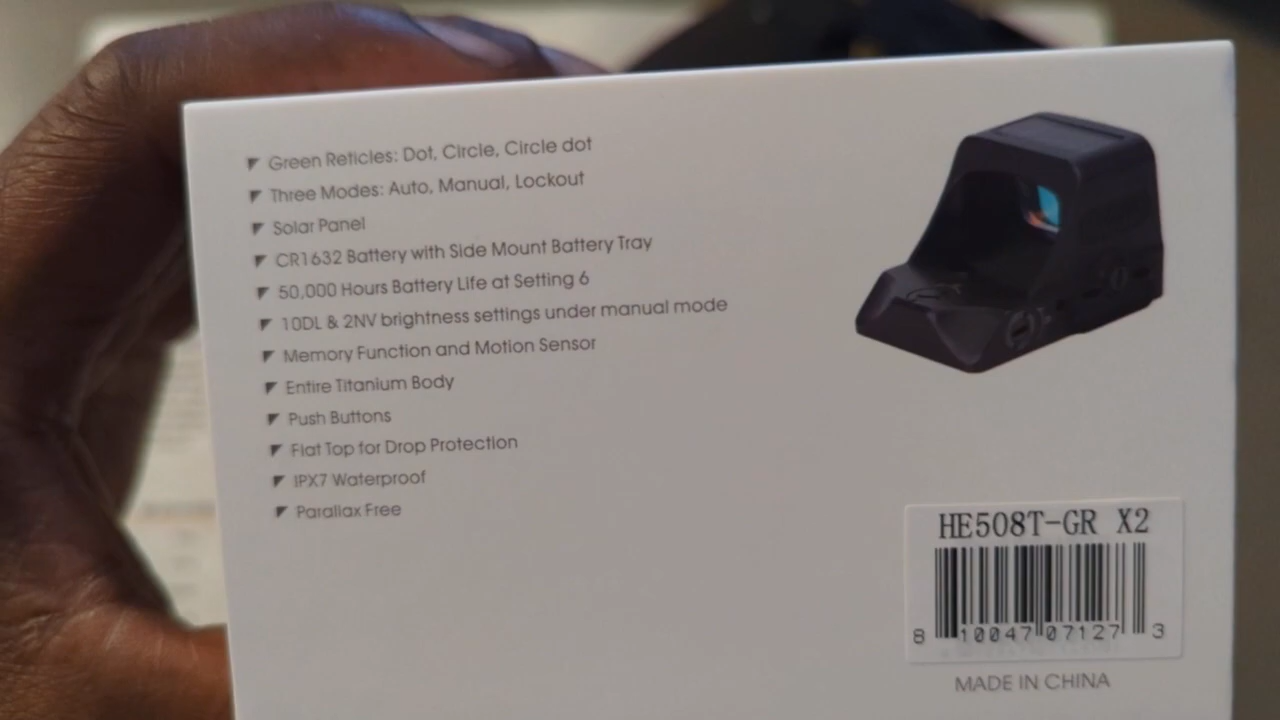 Green Reticles: Dot, Circle, Circle dot
Three Modes: Auto, Manual, Lockout
Solar Panel
CR1632 Battery with Side Mount Battery Tray
50,000 Hours Battery Life at Setting 6
10DL & 2NV brightness settings under manual mode
Memory Function and Motion Sensor
Entire Titanium Body
Push Buttons
Flat Top for Drop Protection
IPX7 Waterproof
Parallax Free
HE508T-GR X2
8 10047 07127 3
MADE IN CHINA